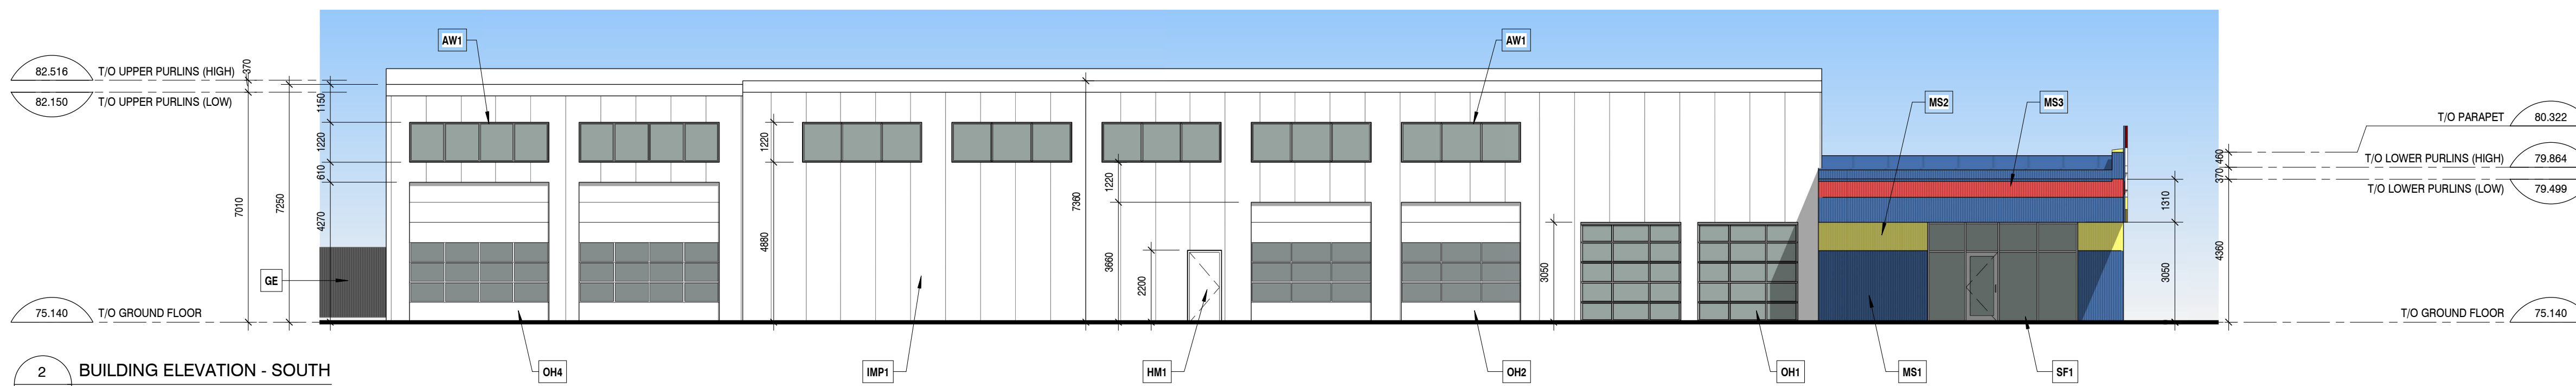 AW1
AW1
82.516
T/O UPPER PURLINS (HIGH)
370
82.150
T/O UPPER PURLINS (LOW)
1150
MS2
MS3
T/O PARAPET
80.322
1220
1220
610
460
T/O LOWER PURLINS (HIGH)
79.864
370
T/O LOWER PURLINS (LOW)
79.499
7010
7250
4270
4880
7360
1220
3660
2200
3050
1310
3050
4360
GE
75.140
T/O GROUND FLOOR
T/O GROUND FLOOR
75.140
2
BUILDING ELEVATION - SOUTH
OH4
IMP1
HM1
OH2
OH1
MS1
SF1